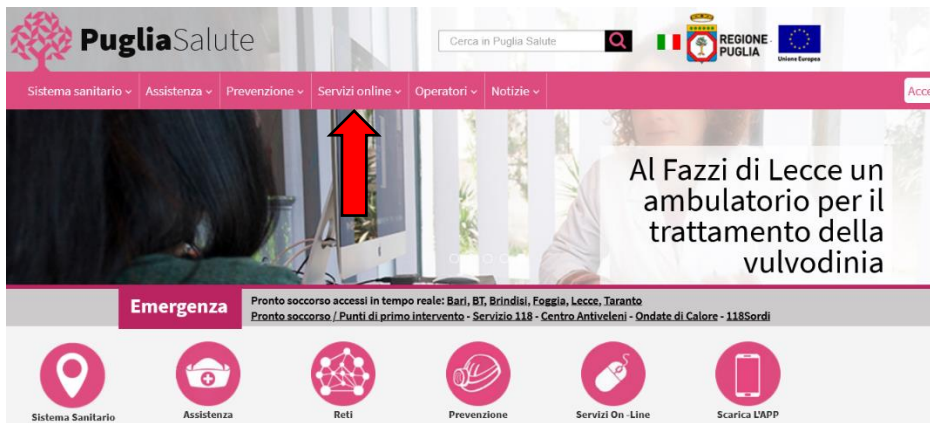 PugliaSalute
Cerca in Puglia Salute
REGIONE
PUGLIA
Unione Europea
Sistema sanitario Assistenza Prevenzione Servizi online Operatori Notizie
Al Fazzi di Lecce un
ambulatorio per il
trattamento della
vulvodinia
Emergenza
Pronto soccorso accessi in tempo reale: Bari, BT, Brindisi, Foggia, Lecce, Taranto
Pronto soccorso / Punti di primo intervento - Servizio 118 - Centro Antiveleni - Ondate di Calore - 118Sordi
Sistema Sanitario Assistenza Reti Prevenzione Servizi On -Line Scarica L'APP